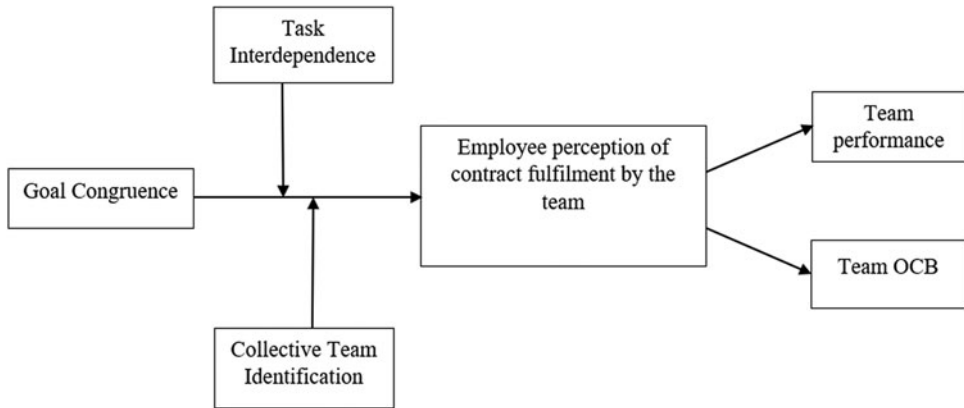 Task
Interdependence
Goal Congruence
Employee perception of
contract fulfilment by the
team
Team
performance
Team OCB
Collective Team
Identification